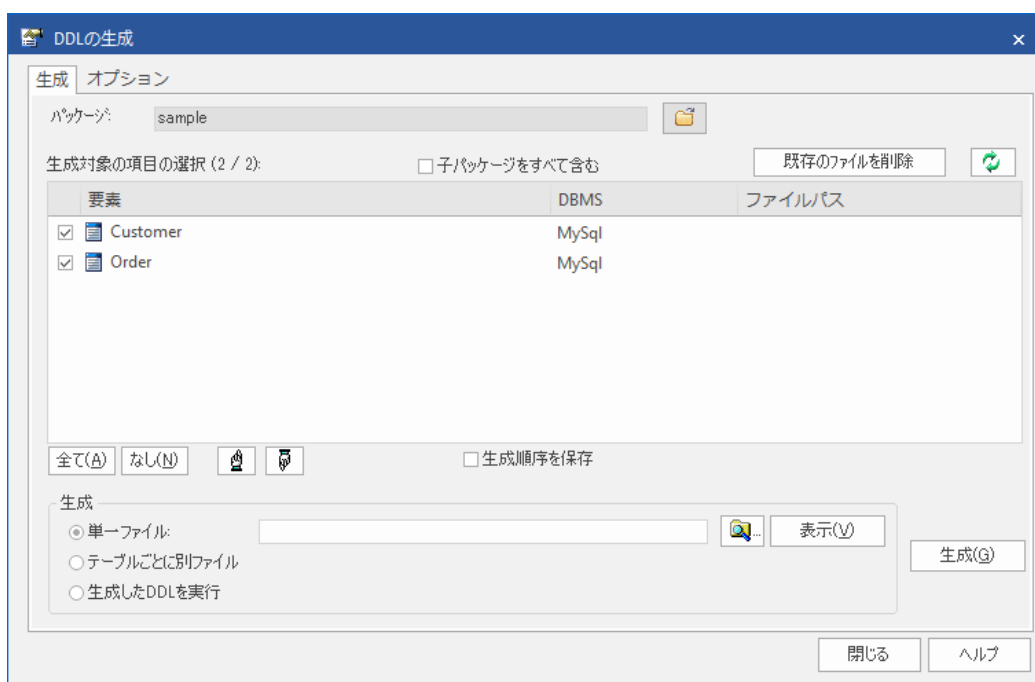 DDLの生成
生成 オプション
パッケージ: sample
生成対象の項目の選択 (2 / 2): 子パッケージをすべて含む 既存のファイルを削除
要素 DBMS ファイルパス
Customer MySql
Order MySql
全て(A) なし(N) 生成順序を保存
生成
単一ファイル: ... 表示(V)
テーブルごとに別ファイル
生成(G)
生成したDDLを実行
閉じる ヘルプ